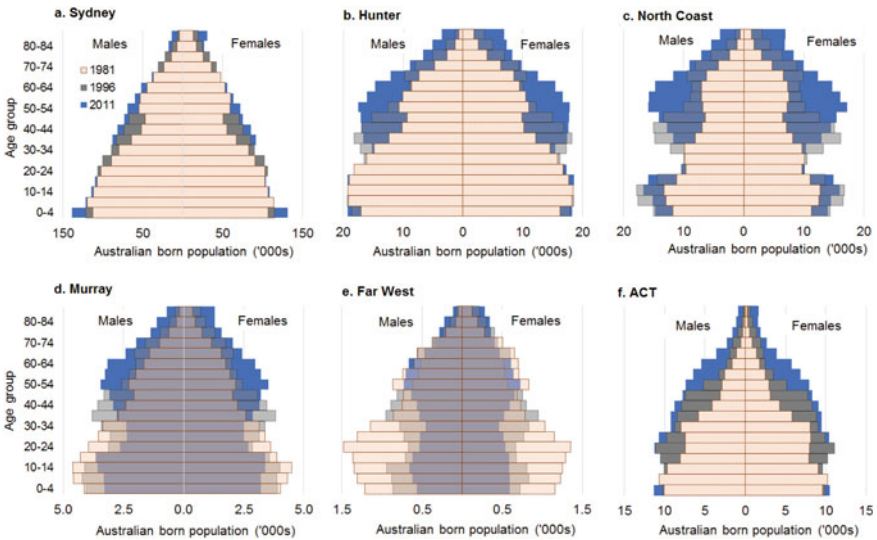 a. Sydney
Males
Females
1981
1996
2011
Age group
80-84
70-74
60-64
50-54
40-44
30-34
20-24
10-14
0-4
150 50 50 150
Australian born population ('000s)
b. Hunter
Males
Females
20 10 0 10 20
Australian born population ('000s)
c. North Coast
Males
Females
20 10 0 10 20
Australian born population ('000s)
d. Murray
Males
Females
Age group
80-84
70-74
60-64
50-54
40-44
30-34
20-24
10-14
0-4
5.0 2.5 0.0 2.5 5.0
Australian born population ('000s)
e. Far West
Males
Females
1.5 0.5 0.5 1.5
Australian born population ('000s)
f. ACT
Males
Females
15 10 5 0 5 10 15
Australian born population ('000s)